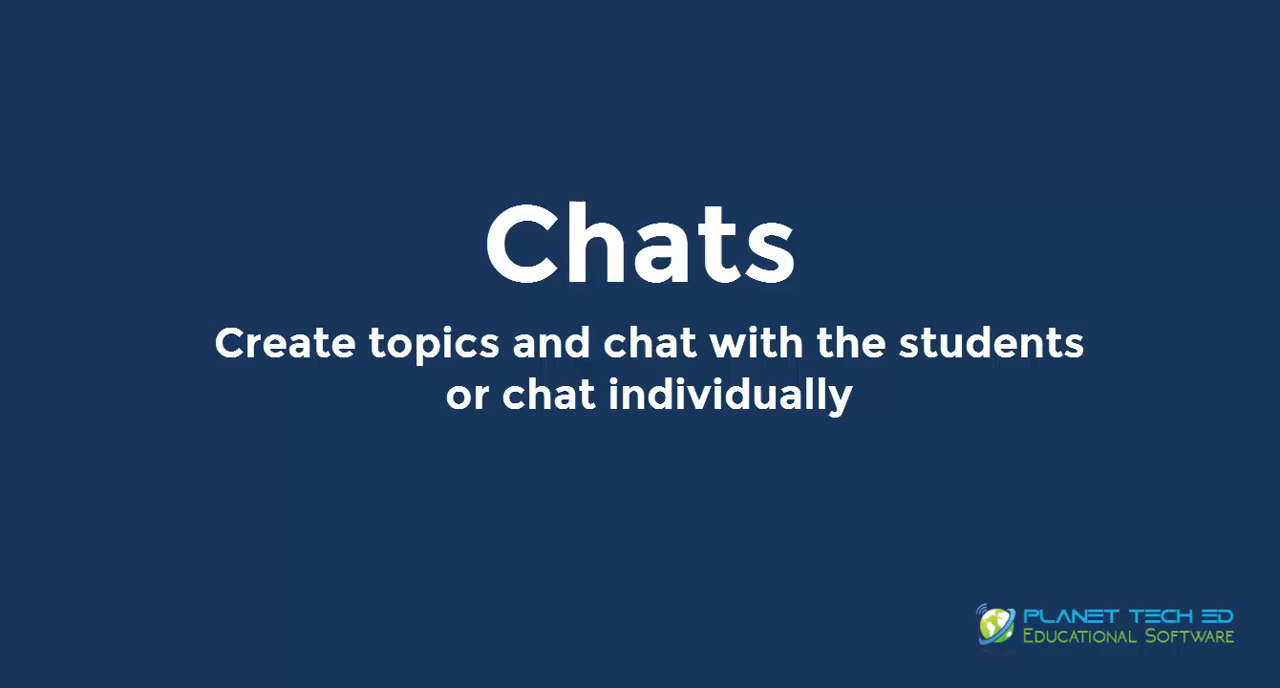 Chats
Create topics and chat with the students
or chat individually
PLANET TECH ED
EDUCATIONAL SOFTWARE